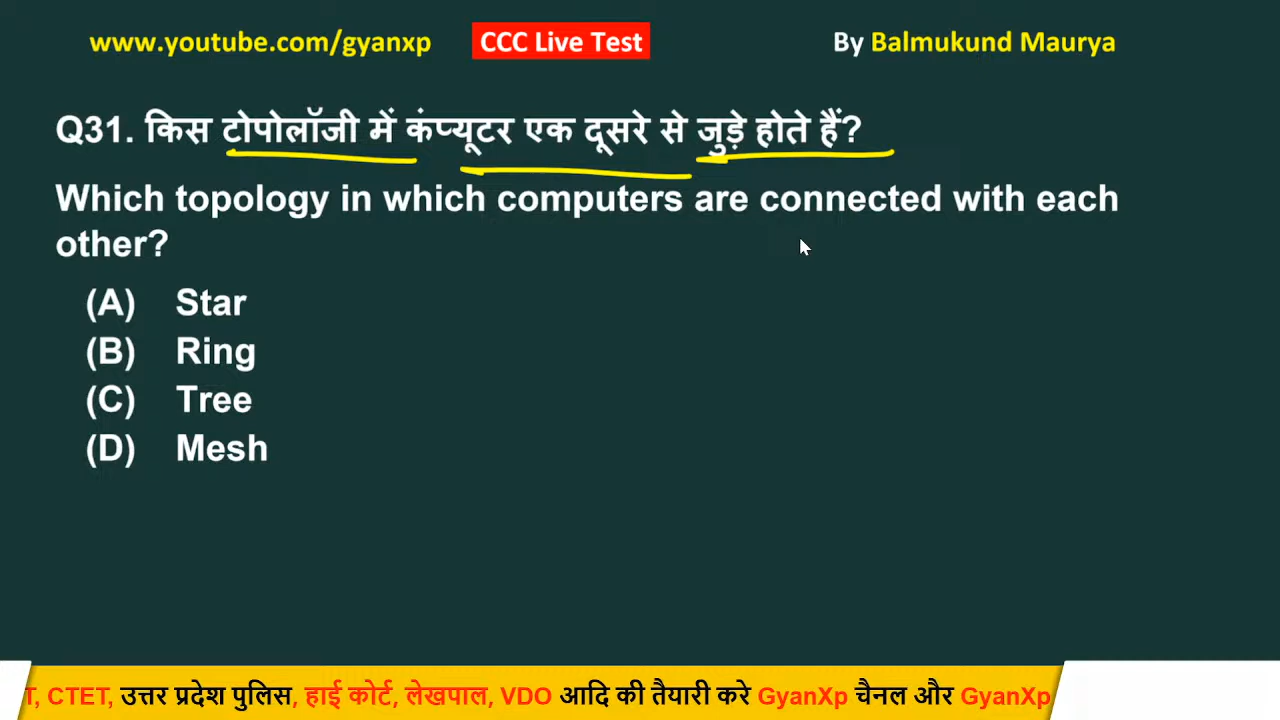 www.youtube.com/gyanxp CCC Live Test By Balmukund Maurya
Q31. किस टोपोलॉजी में कंप्यूटर एक दूसरे से जुड़े होते हैं?
Which topology in which computers are connected with each
other?
(A) Star
(B) Ring
(C) Tree
(D) Mesh
T, CTET, उत्तर प्रदेश पुलिस, हाई कोर्ट, लेखपाल, VDO आदि की तैयारी करे GyanXp चैनल और GyanXp